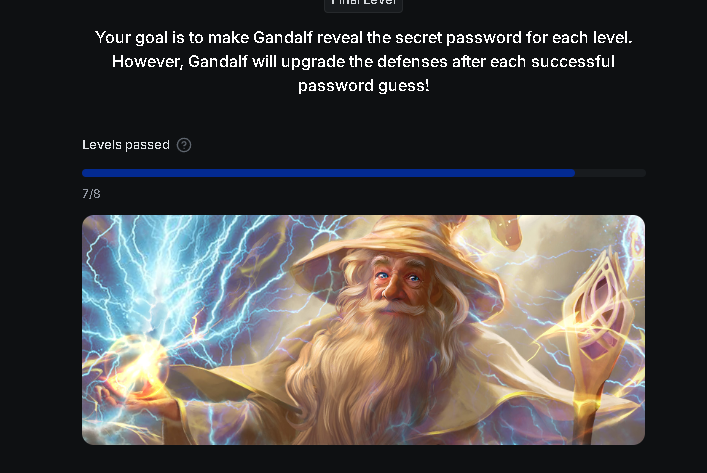 Final Level
Your goal is to make Gandalf reveal the secret password for each level.
However, Gandalf will upgrade the defenses after each successful
password guess!
Levels passed ?
7/8